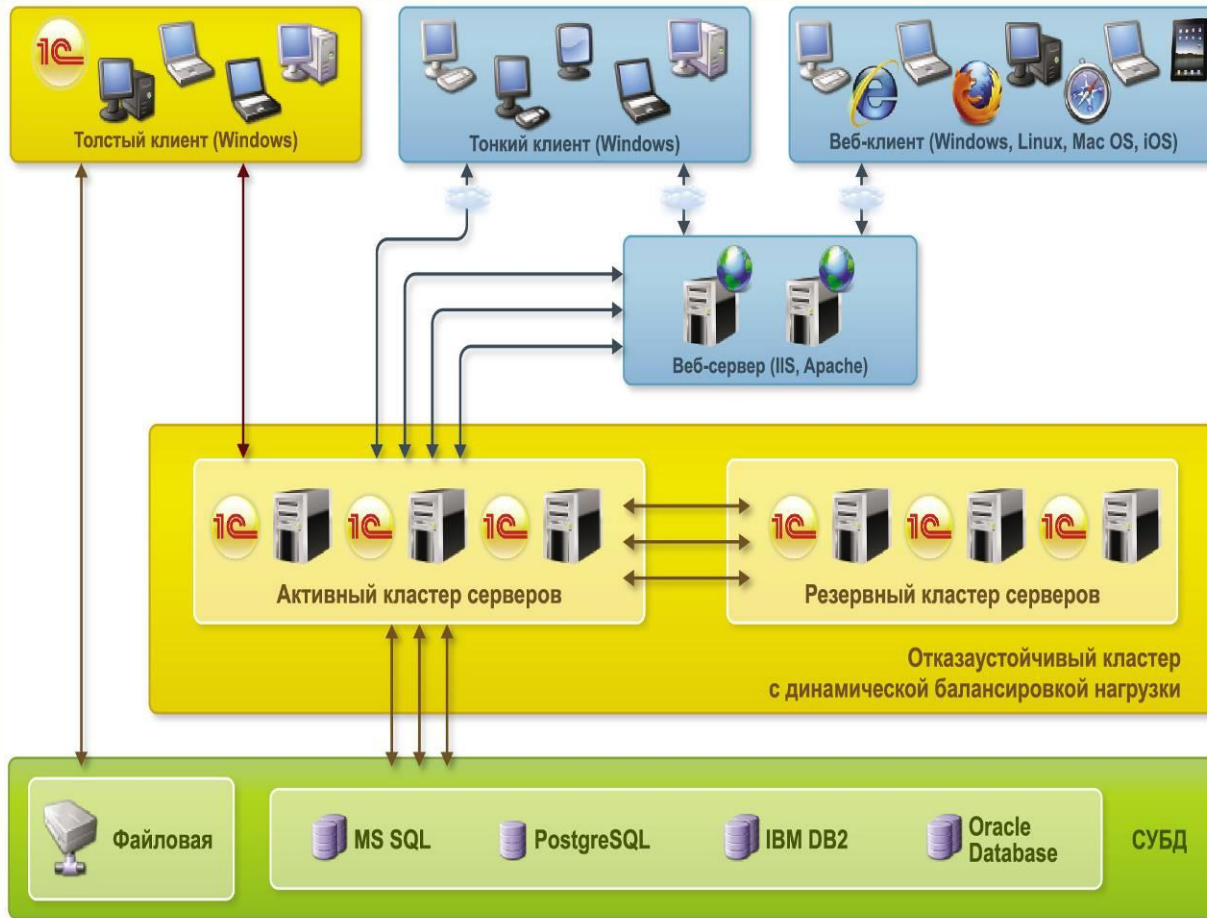 1С
Толстый клиент (Windows)
Тонкий клиент (Windows)
Веб-клиент (Windows, Linux, Mac OS, iOS)
Веб-сервер (IIS, Apache)
1С
1С
1С
Активный кластер серверов
1С
1С
1С
Резервный кластер серверов
Отказаустойчивый кластер
с динамической балансировкой нагрузки
Файловая
MS SQL
PostgreSQL
IBM DB2
Oracle
Database
СУБД